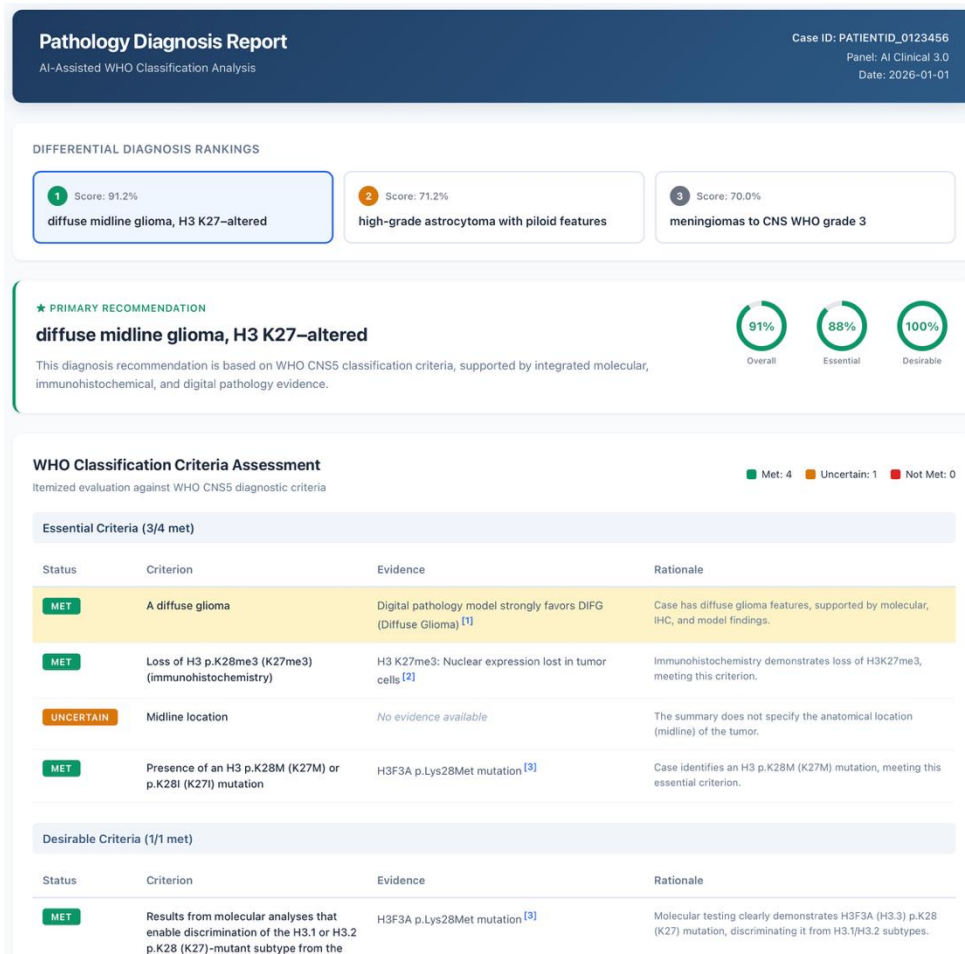 Pathology Diagnosis Report
AI-Assisted WHO Classification Analysis
Case ID: PATIENTID_0123456
Panel: AI Clinical 3.0
Date: 2026-01-01
DIFFERENTIAL DIAGNOSIS RANKINGS
1 Score: 91.2%
diffuse midline glioma, H3 K27–altered
2 Score: 71.2%
high-grade astrocytoma with piloid features
3 Score: 70.0%
meningiomas to CNS WHO grade 3
★ PRIMARY RECOMMENDATION
diffuse midline glioma, H3 K27–altered
This diagnosis recommendation is based on WHO CNS5 classification criteria, supported by integrated molecular,
immunohistochemical, and digital pathology evidence.
91%
Overall
88%
Essential
100%
Desirable
WHO Classification Criteria Assessment
Itemized evaluation against WHO CNS5 diagnostic criteria
Met: 4 Uncertain: 1 Not Met: 0
Essential Criteria (3/4 met)
Status Criterion Evidence Rationale
MET
A diffuse glioma
Digital pathology model strongly favors DIFG
(Diffuse Glioma) [1]
Case has diffuse glioma features, supported by molecular,
IHC, and model findings.
MET
Loss of H3 p.K28me3 (K27me3)
(immunohistochemistry)
H3 K27me3: Nuclear expression lost in tumor
cells [2]
Immunohistochemistry demonstrates loss of H3K27me3,
meeting this criterion.
UNCERTAIN
Midline location
No evidence available
The summary does not specify the anatomical location
(midline) of the tumor.
MET
Presence of an H3 p.K28M (K27M) or
p.K28I (K27I) mutation
H3F3A p.Lys28Met mutation [3]
Case identifies an H3 p.K28M (K27M) mutation, meeting this
essential criterion.
Desirable Criteria (1/1 met)
Status Criterion Evidence Rationale
MET
Results from molecular analyses that
enable discrimination of the H3.1 or H3.2
p.K28 (K27)-mutant subtype from the
H3F3A p.Lys28Met mutation [3]
Molecular testing clearly demonstrates H3F3A (H3.3) p.K28
(K27) mutation, discriminating it from H3.1/H3.2 subtypes.